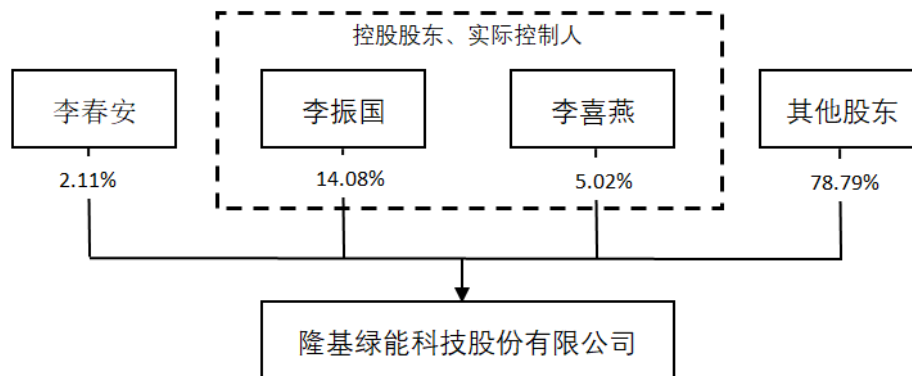 控股股东、实际控制人
李春安
李振国
李喜燕
其他股东
2.11%
14.08%
5.02%
78.79%
隆基绿能科技股份有限公司